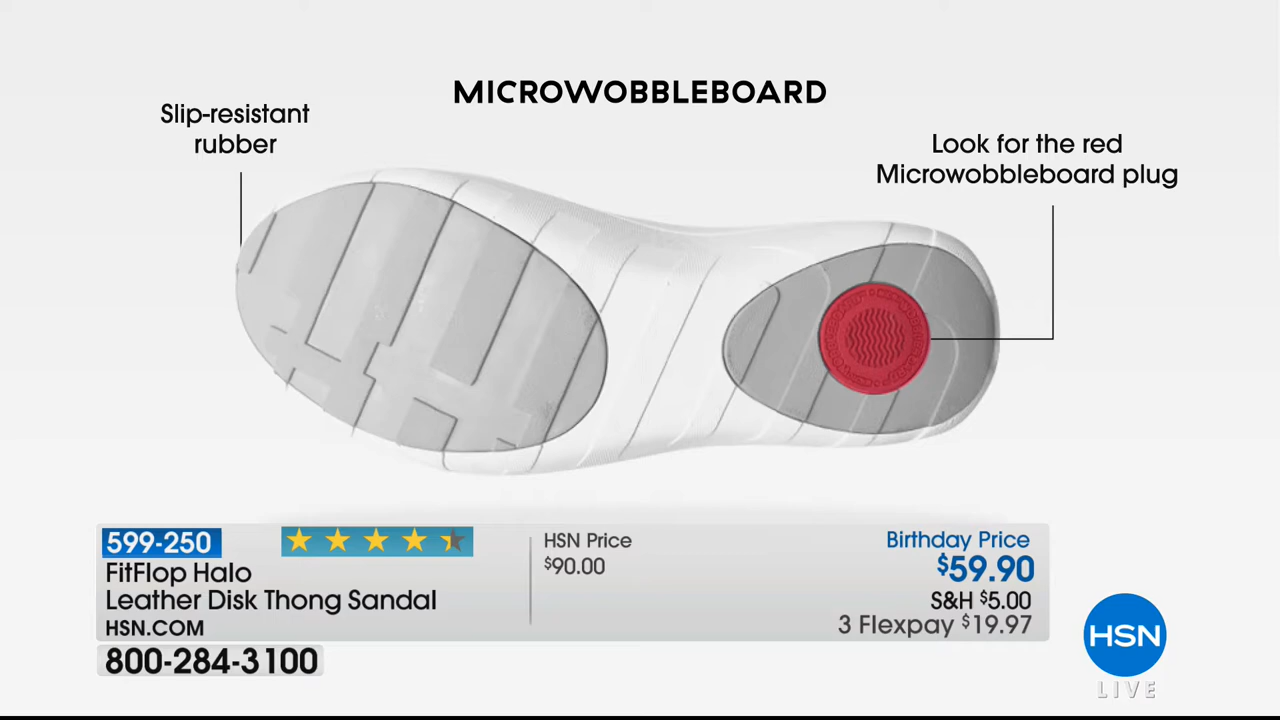 MICROWOBBLEBOARD
Slip-resistant
rubber
Look for the red
Microwobbleboard plug
599-250
FitFlop Halo
Leather Disk Thong Sandal
HSN.COM
800-284-3100
HSN Price
$90.00
Birthday Price
$59.90
S&H $5.00
3 Flexpay $19.97
HSN
LIVE